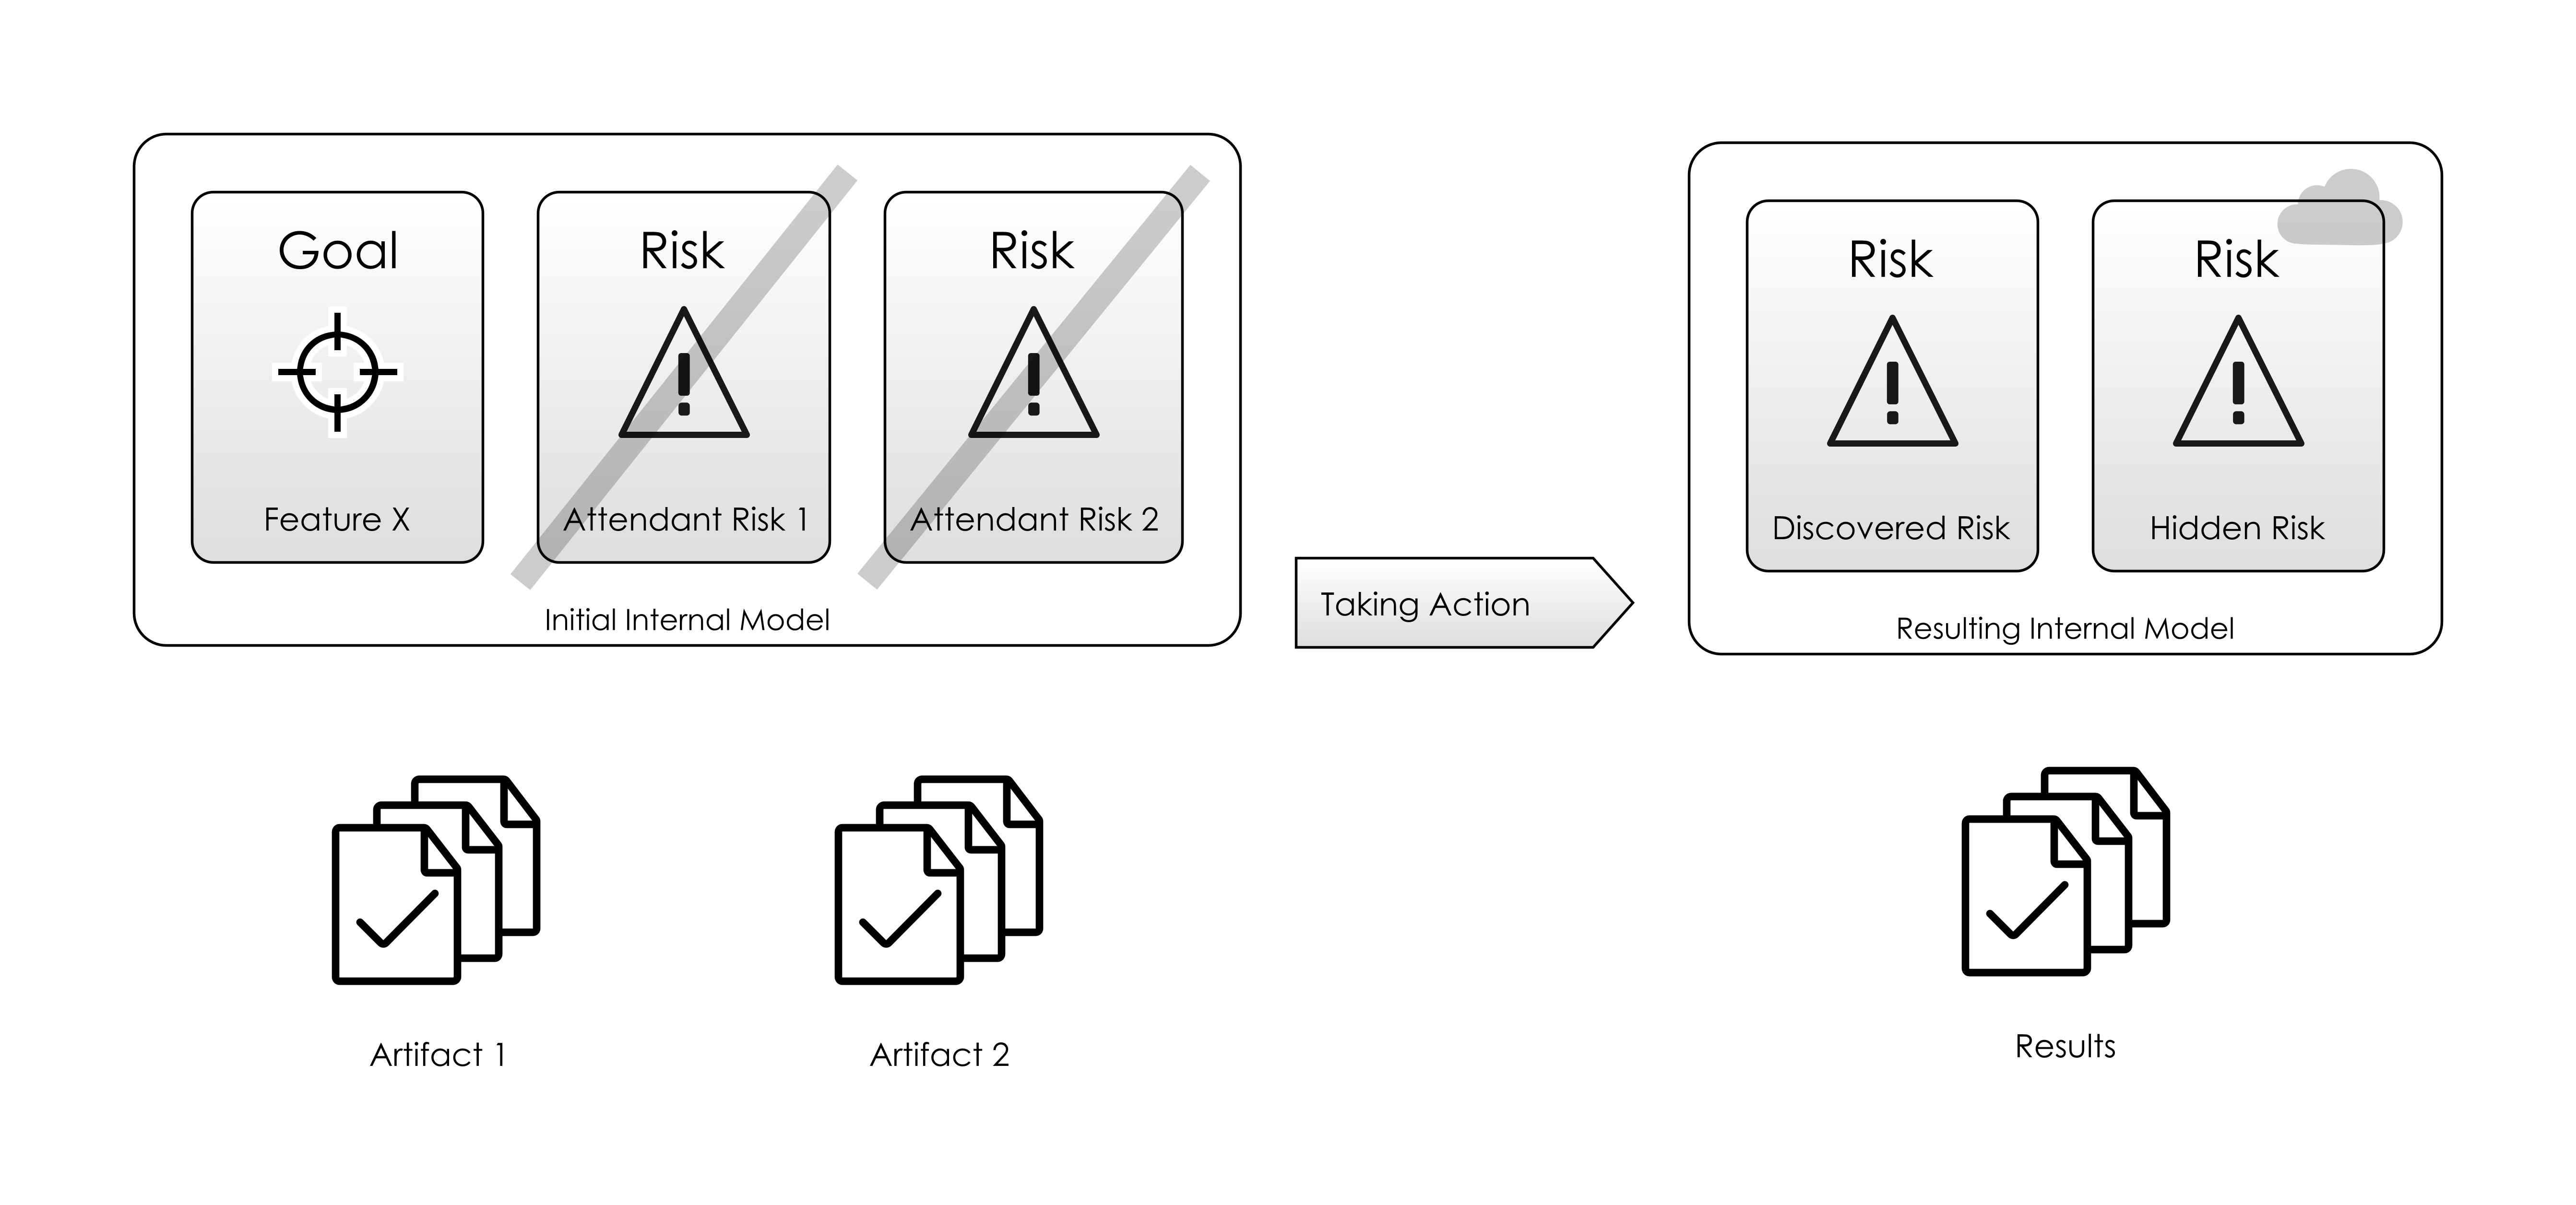 Goal
Feature X
Risk
Attendant Risk 1
Risk
Attendant Risk 2
Initial Internal Model
Taking Action
Risk
Discovered Risk
Risk
Hidden Risk
Resulting Internal Model
Artifact 1
Artifact 2
Results